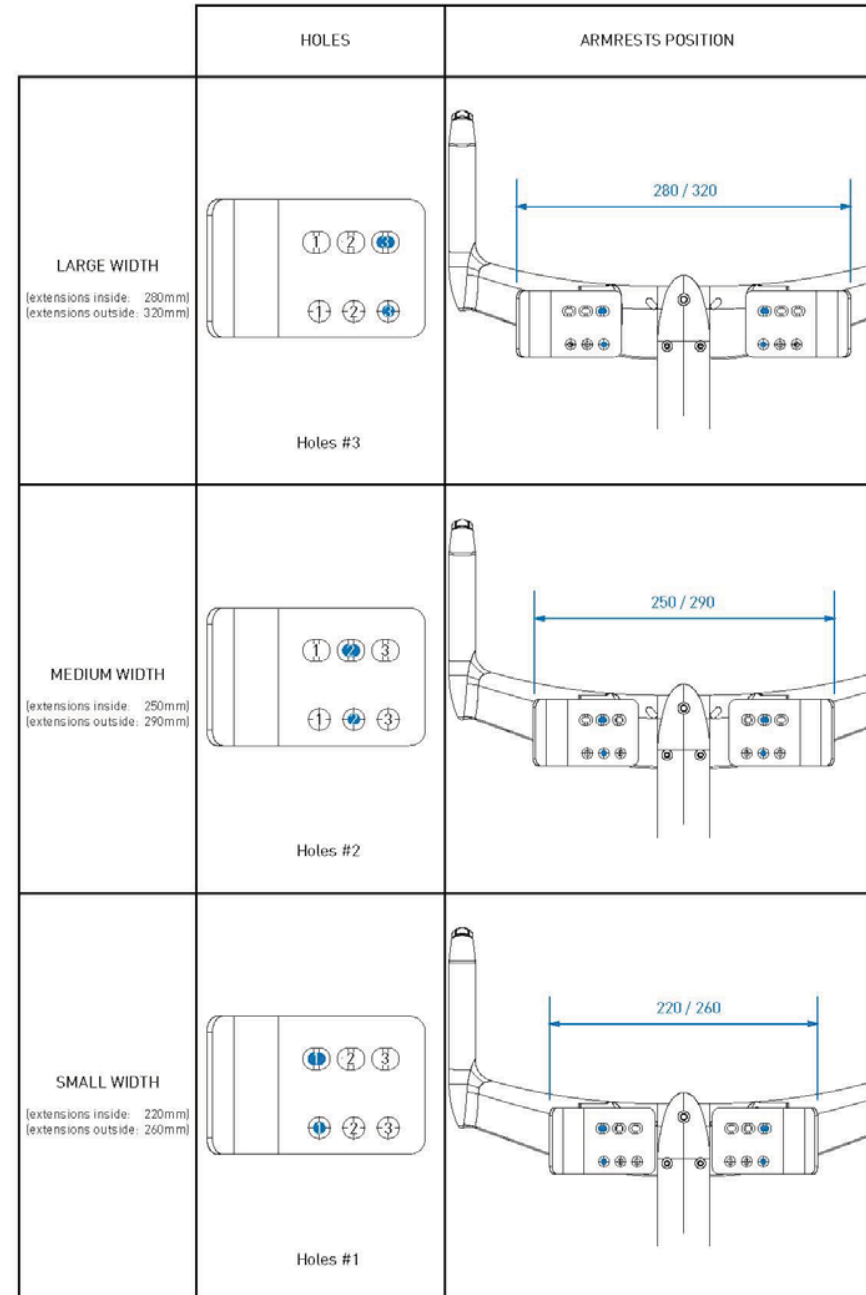 HOLES
ARMRESTS POSITION
LARGE WIDTH
(extensions inside: 280mm)
(extensions outside: 320mm)
1 2 3
1 2 3
Holes #3
280 / 320
MEDIUM WIDTH
(extensions inside: 250mm)
(extensions outside: 290mm)
1 2 3
1 2 3
Holes #2
250 / 290
SMALL WIDTH
(extensions inside: 220mm)
(extensions outside: 260mm)
1 2 3
1 2 3
Holes #1
220 / 260